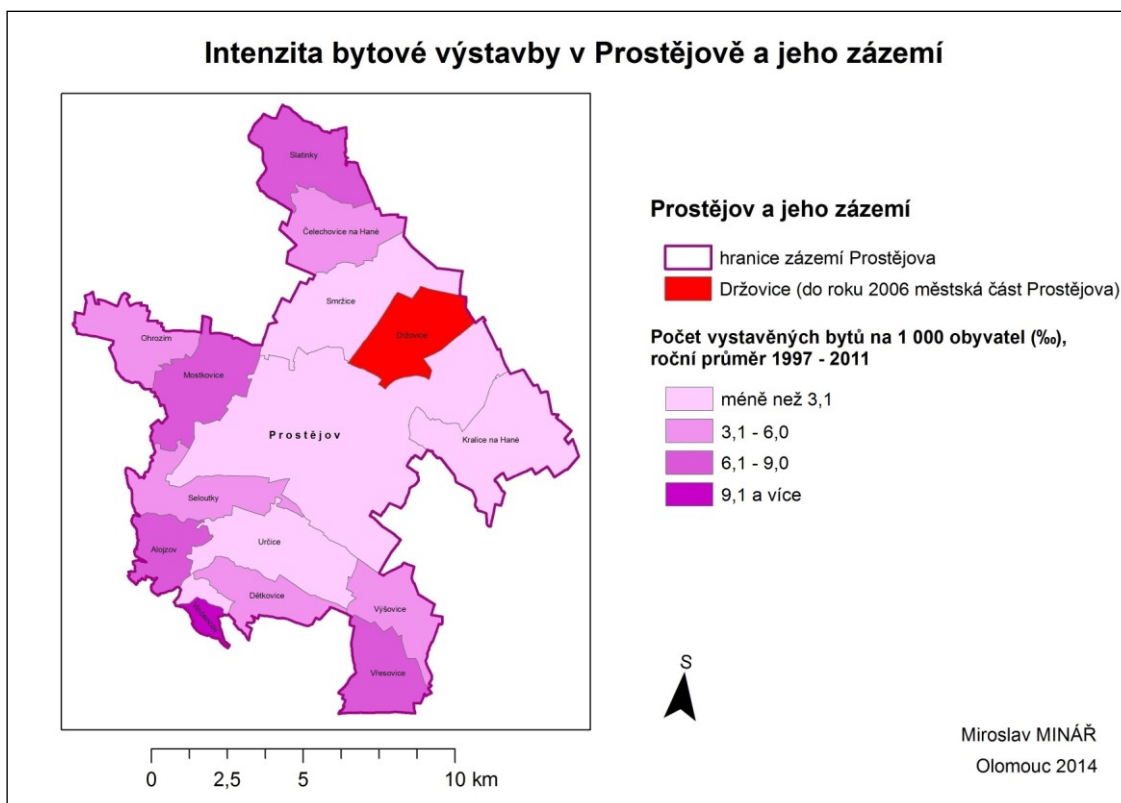 Intenzita bytové výstavby v Prostějově a jeho zázemí
Slatinky
Čelechovice na Hané
Smržice
Držovice
Ohrozim
Mostkovice
Prostějov
Kralice na Hané
Seloutky
Určice
Alojzov
Dětkovice
Výšovice
Vřesovice
Prostějov a jeho zázemí
hranice zázemí Prostějova
Držovice (do roku 2006 městská část Prostějova)
Počet vystavěných bytů na 1 000 obyvatel (‰),
roční průměr 1997 - 2011
méně než 3,1
3,1 - 6,0
6,1 - 9,0
9,1 a více
S
0 2,5 5 10 km
Miroslav MINÁŘ
Olomouc 2014